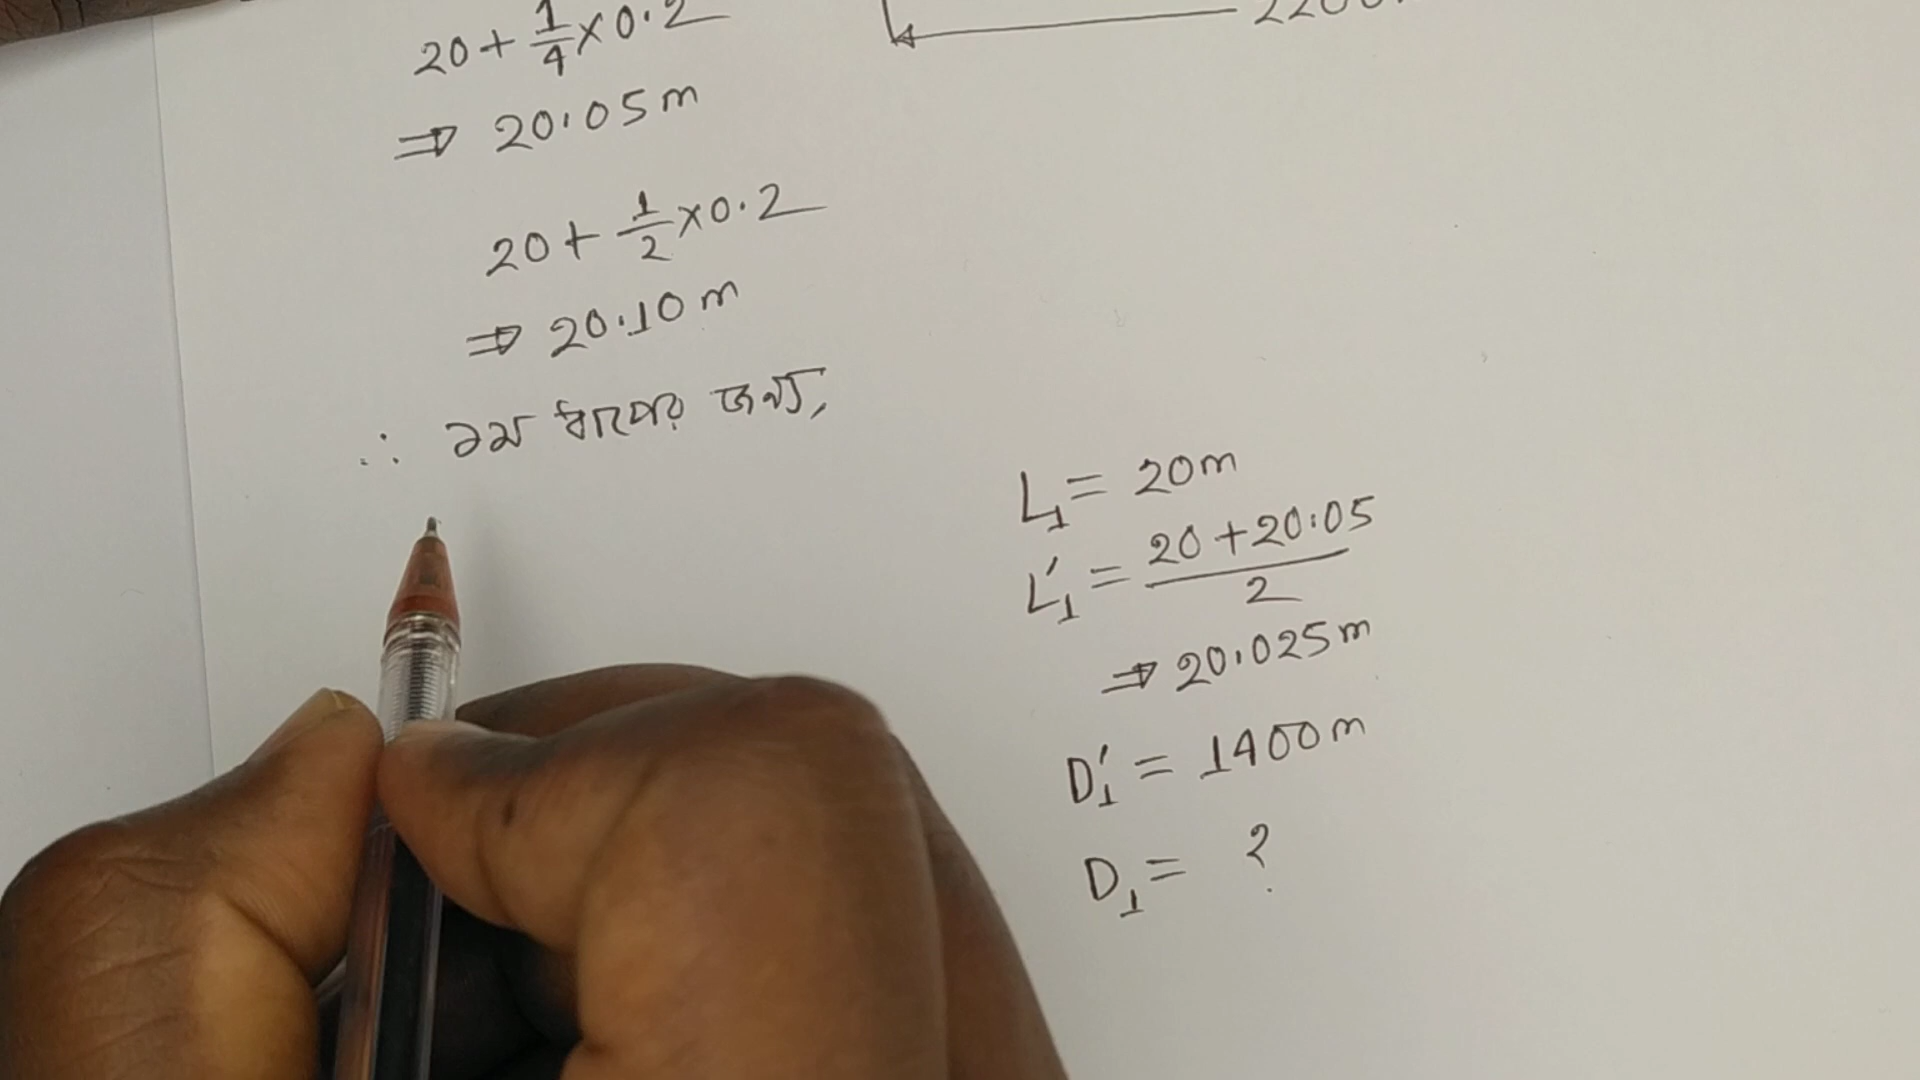 20 + 1/4 × 0.2
⇒ 20.05 m
20 + 1/2 × 0.2
⇒ 20.10 m
∴ ১ম ধাপের জন্য,
L₁ = 20m
L₁′ = (20 + 20.05)/2
⇒ 20.025 m
D₁′ = 1400 m
D₁ = ?